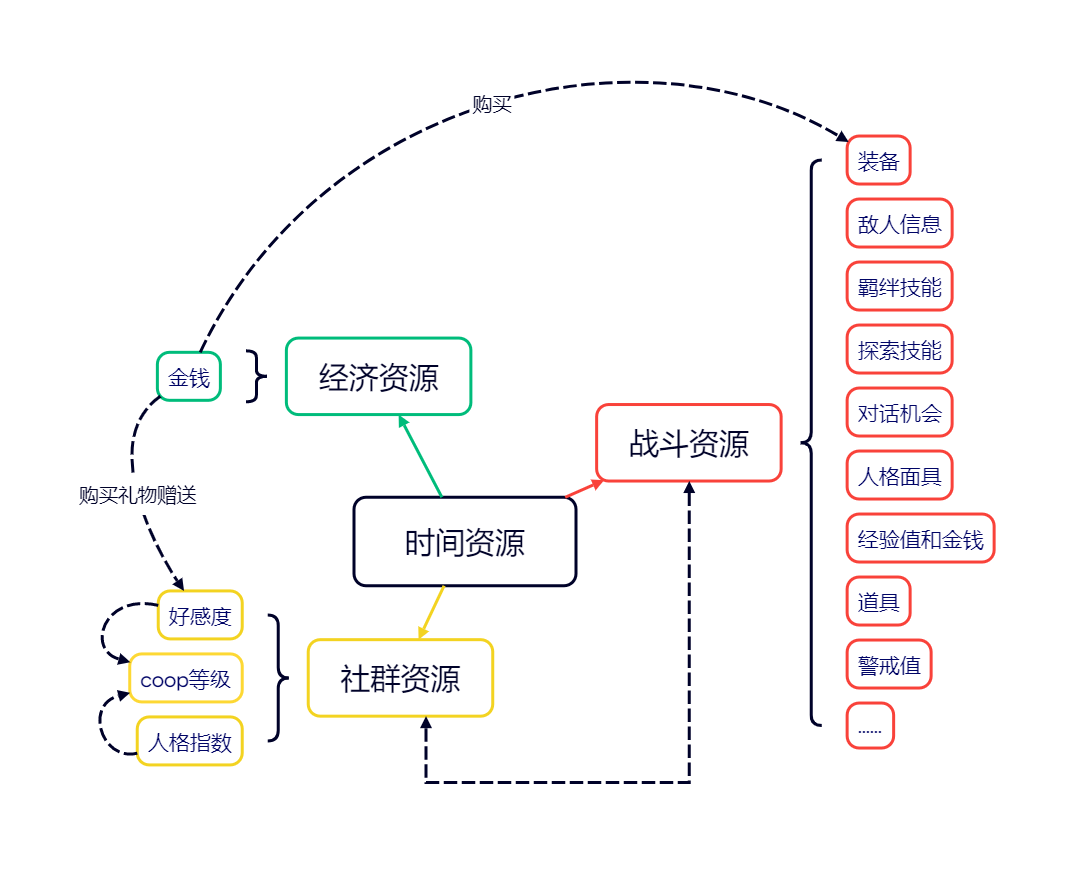 购买
装备
敌人信息
羁绊技能
探索技能
对话机会
人格面具
经验值和金钱
道具
警戒值
......
战斗资源
经济资源
金钱
时间资源
购买礼物赠送
好感度
coop等级
人格指数
社群资源